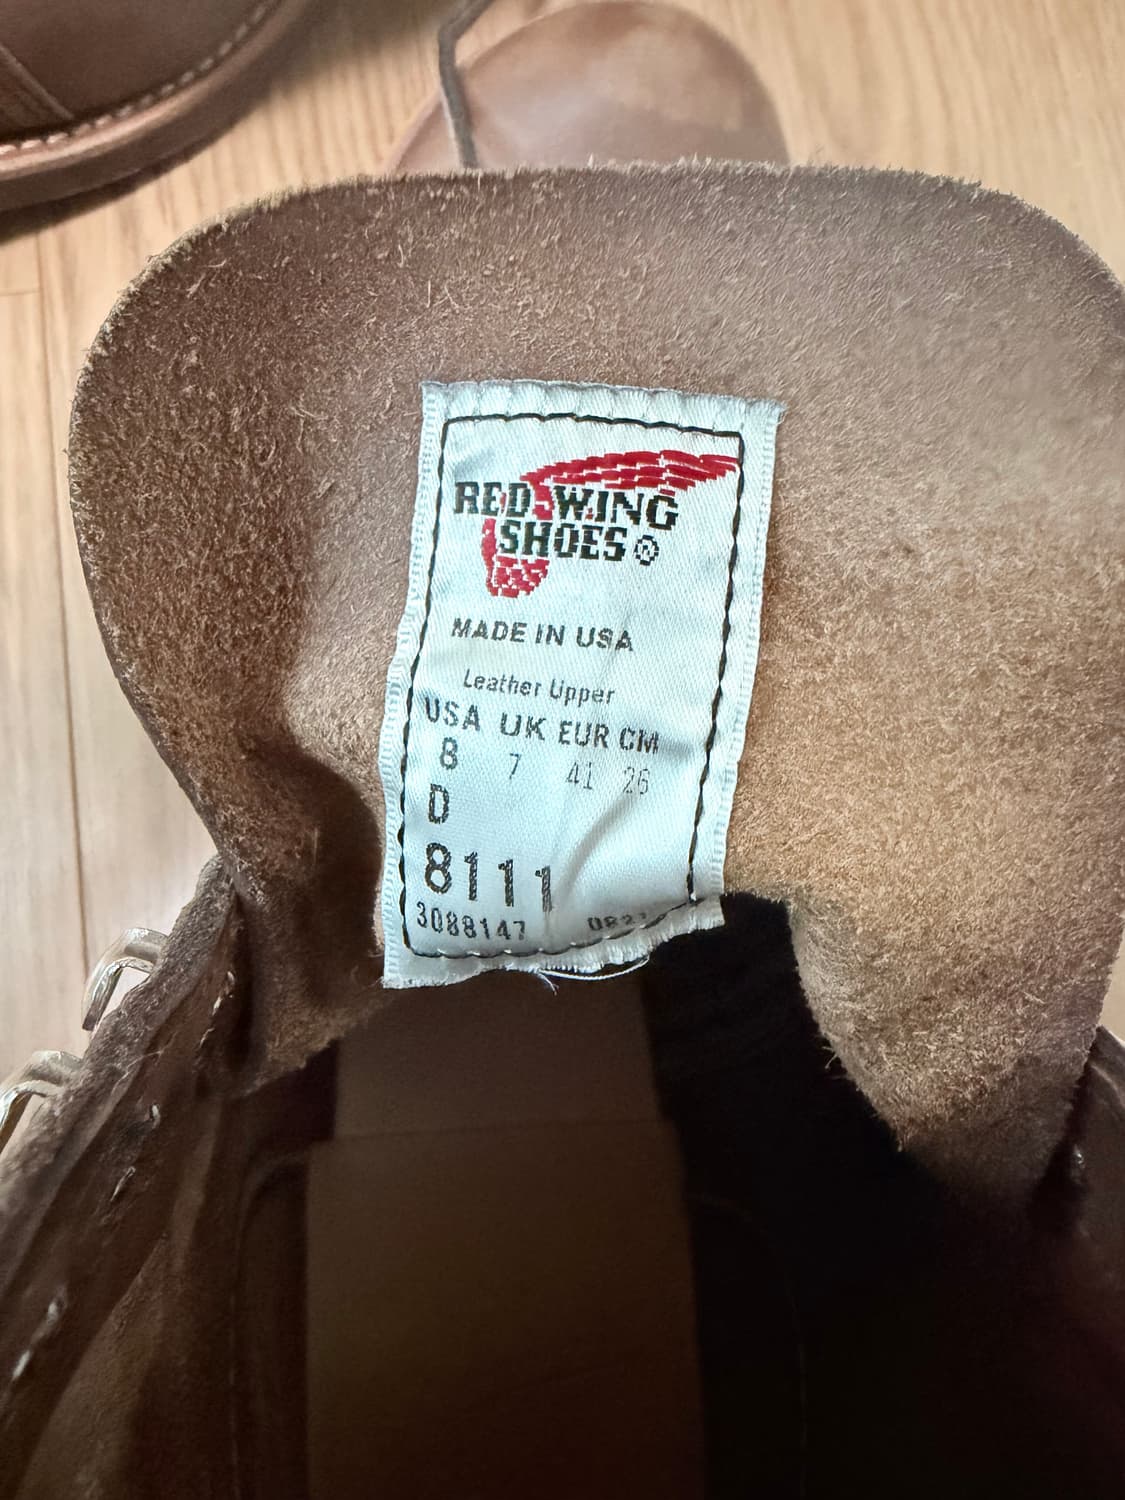 RED WING
SHOES ®
MADE IN USA
Leather Upper
USA UK EUR CM
8 7 41 26
D
8111
3088147